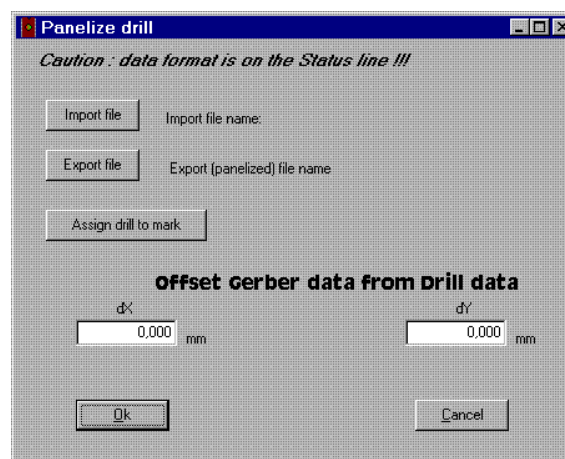 Panelize drill
Caution : data format is on the Status line !!!
Import file
Import file name:
Export file
Export (panelized) file name
Assign drill to mark
Offset Gerber data from Drill data
dX
dY
0,000 mm
0,000 mm
Ok
Cancel